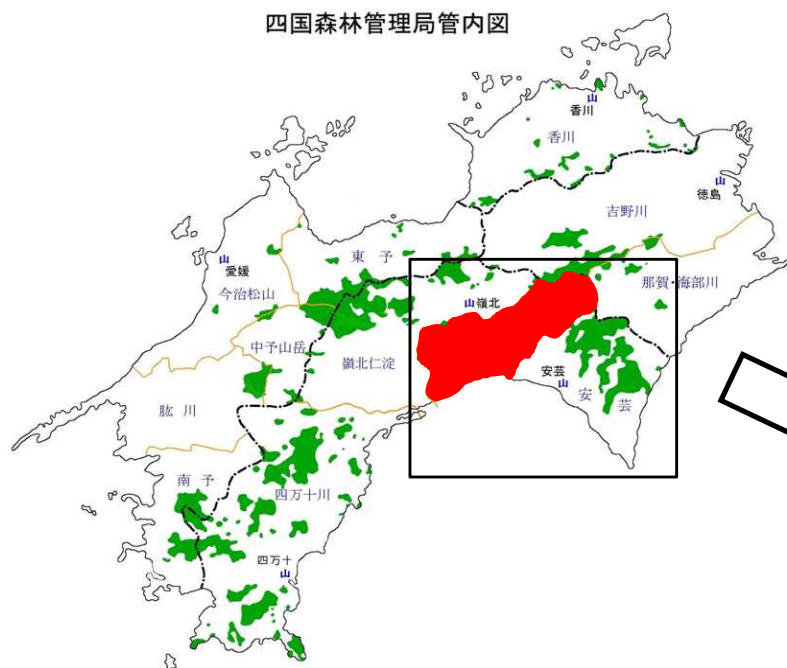 四国森林管理局管内図
香川
香川
徳島
吉野川
愛媛
東 予
那賀・海部川
今治松山
嶺北
中予山岳
嶺北仁淀
安芸
肱 川
安 芸
南 予
四万十川
四万十